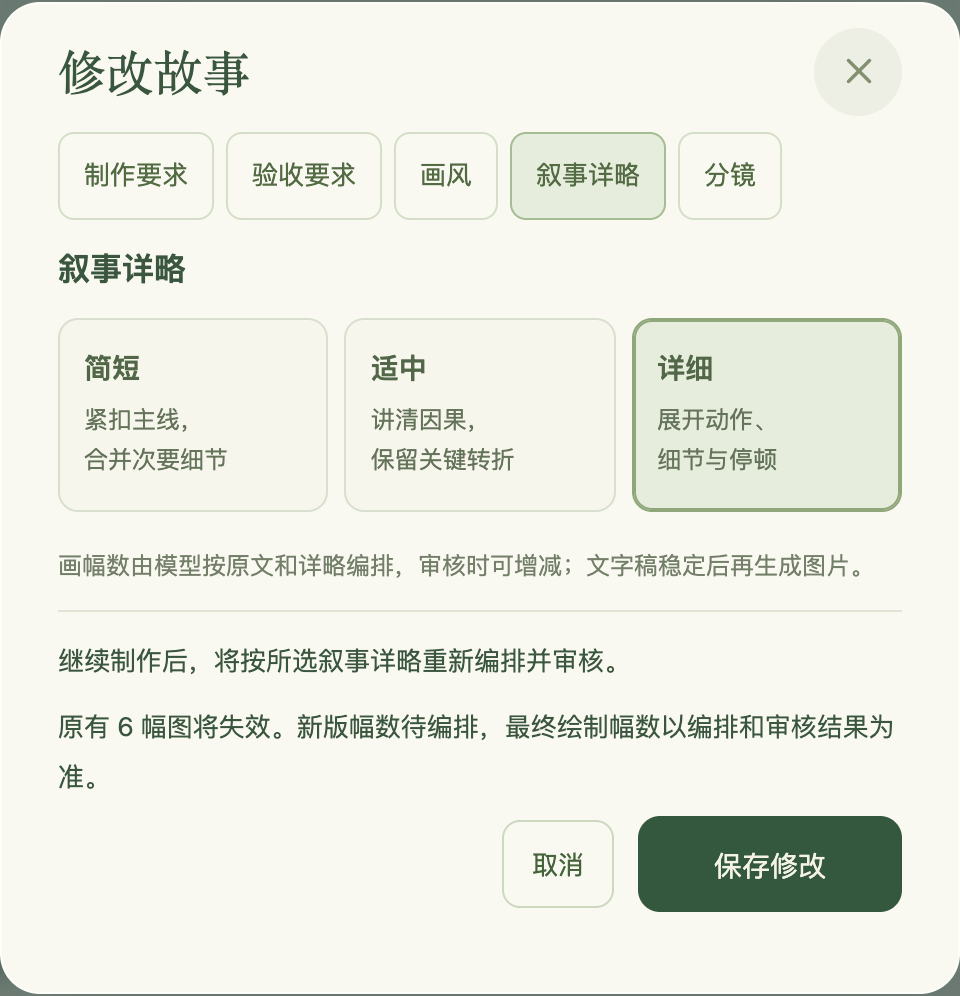 修改故事
制作要求
验收要求
画风
叙事详略
分镜
叙事详略
简短
紧扣主线，
合并次要细节
适中
讲清因果，
保留关键转折
详细
展开动作、
细节与停顿
画幅数由模型按原文和详略编排，审核时可增减；文字稿稳定后再生成图片。
继续制作后，将按所选叙事详略重新编排并审核。
原有 6 幅图将失效。新版幅数待编排，最终绘制幅数以编排和审核结果为
准。
取消
保存修改